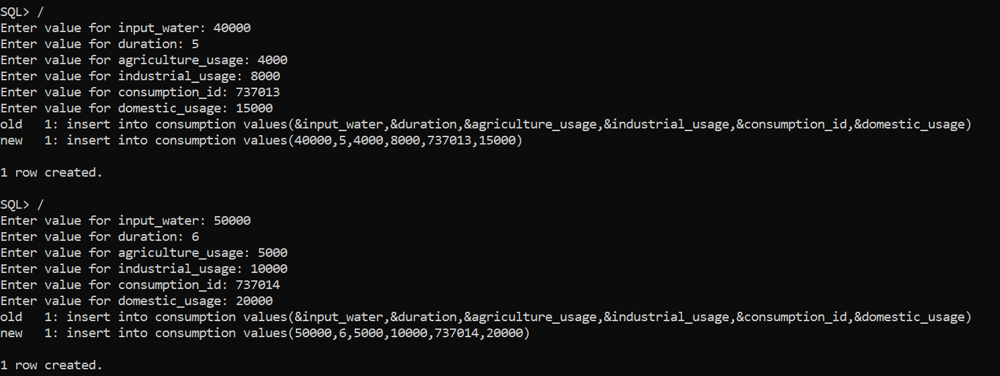 SQL> /
Enter value for input_water: 40000
Enter value for duration: 5
Enter value for agriculture_usage: 4000
Enter value for industrial_usage: 8000
Enter value for consumption_id: 737013
Enter value for domestic_usage: 15000
old   1: insert into consumption values(&input_water,&duration,&agriculture_usage,&industrial_usage,&consumption_id,&domestic_usage)
new   1: insert into consumption values(40000,5,4000,8000,737013,15000)
1 row created.
SQL> /
Enter value for input_water: 50000
Enter value for duration: 6
Enter value for agriculture_usage: 5000
Enter value for industrial_usage: 10000
Enter value for consumption_id: 737014
Enter value for domestic_usage: 20000
old   1: insert into consumption values(&input_water,&duration,&agriculture_usage,&industrial_usage,&consumption_id,&domestic_usage)
new   1: insert into consumption values(50000,6,5000,10000,737014,20000)
1 row created.